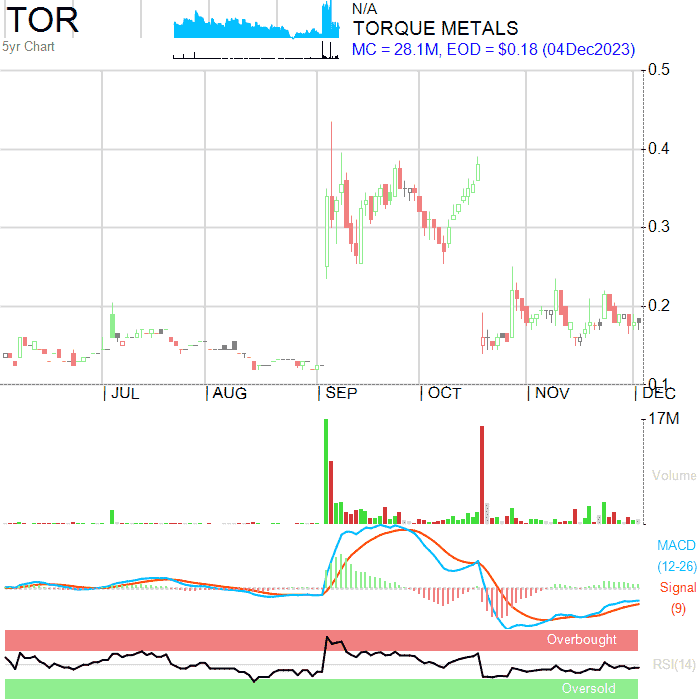 TOR
5yr Chart
N/A
TORQUE METALS
MC = 28.1M, EOD = $0.18 (04Dec2023)
0.5
0.4
0.3
0.2
0.1
JUL AUG SEP OCT NOV DEC
17M
Volume
MACD
(12-26)
Signal
(9)
Overbought
RSI(14)
Oversold